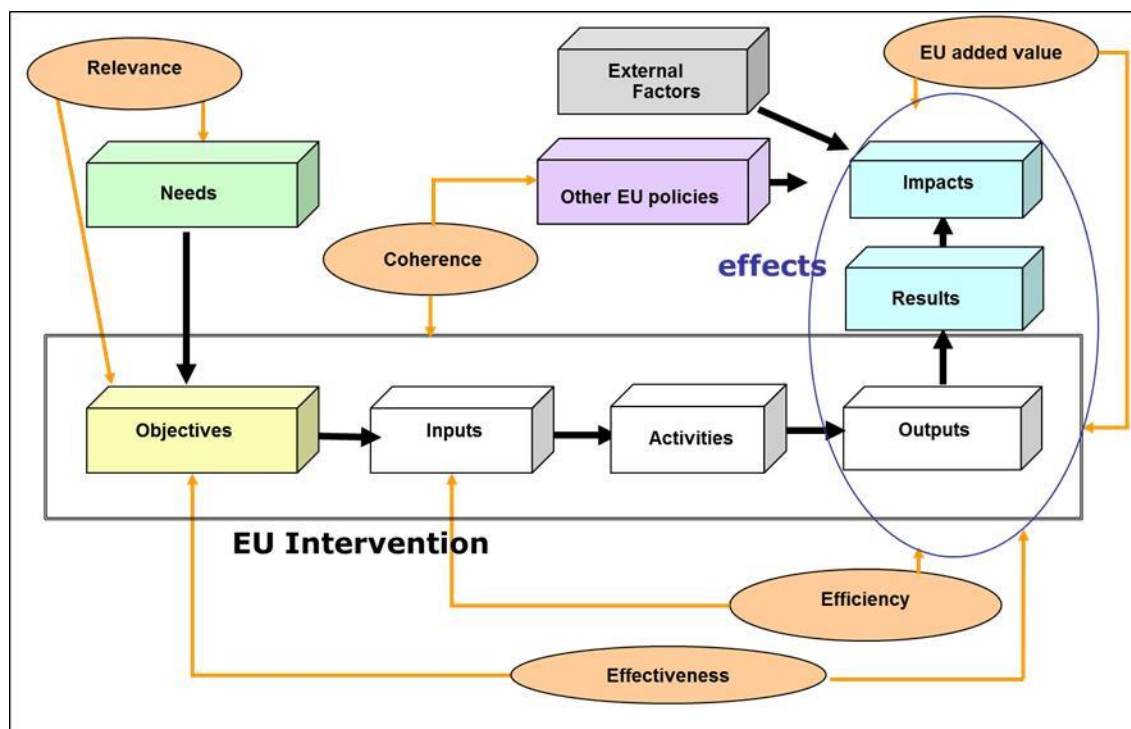 Relevance
External
Factors
EU added value
Needs
Other EU policies
Impacts
Coherence
effects
Results
Objectives
Inputs
Activities
Outputs
EU Intervention
Efficiency
Effectiveness